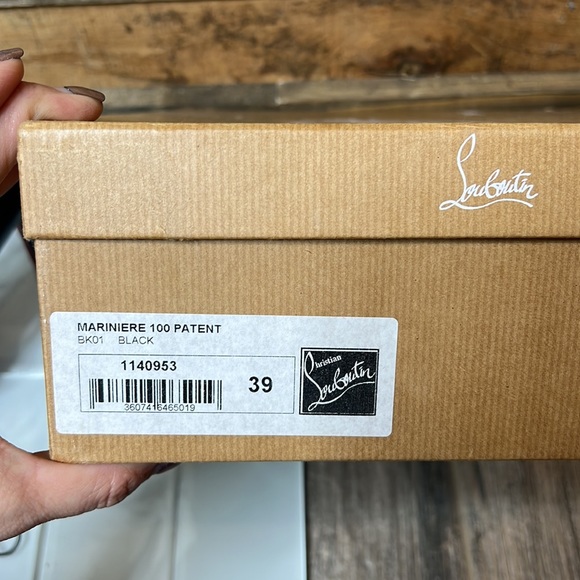 Louboutin
MARINIERE 100 PATENT
BK01 BLACK
1140953
39
3607416465019
Christian
Louboutin